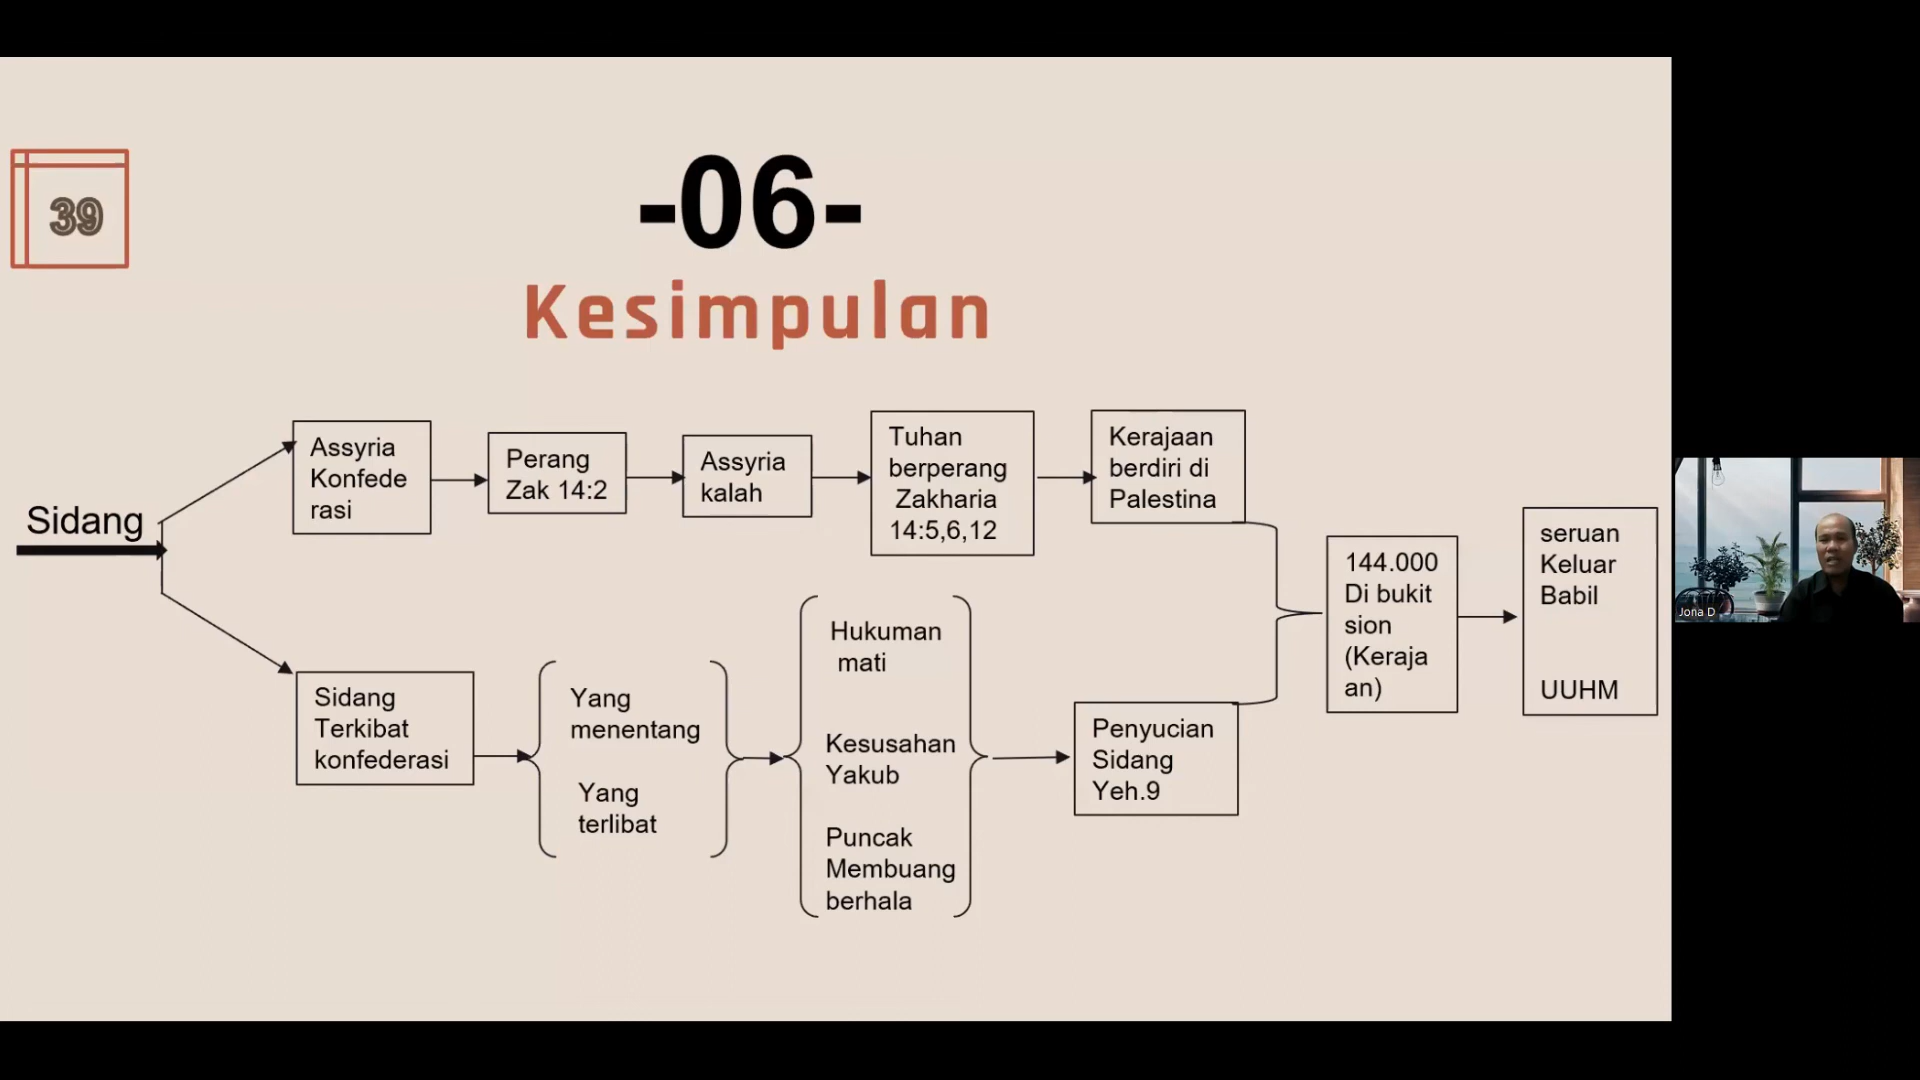 39
-06-
Kesimpulan
Sidang
Assyria
Konfede
rasi
Perang
Zak 14:2
Assyria
kalah
Tuhan
berperang
Zakharia
14:5,6,12
Kerajaan
berdiri di
Palestina
Sidang
Terkibat
konfederasi
Yang
menentang
Yang
terlibat
Hukuman
mati
Kesusahan
Yakub
Puncak
Membuang
berhala
Penyucian
Sidang
Yeh.9
144.000
Di bukit
sion
(Keraja
an)
seruan
Keluar
Babil
UUHM
Jona D